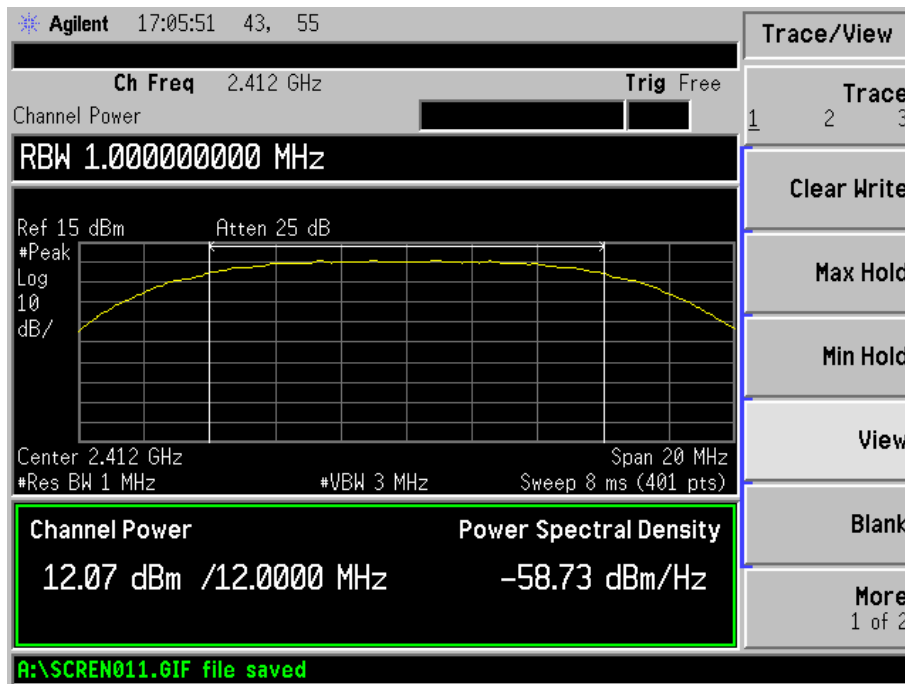 Agilent 17:05:51 43, 55
Trace/View
Ch Freq 2.412 GHz Trig Free
Channel Power
Trace
1 2 3
RBW 1.000000000 MHz
Clear Write
Ref 15 dBm Atten 25 dB
#Peak
Log
10
dB/
Max Hold
Min Hold
Center 2.412 GHz Span 20 MHz
#Res BW 1 MHz #VBW 3 MHz Sweep 8 ms (401 pts)
View
Channel Power Power Spectral Density
12.07 dBm /12.0000 MHz -58.73 dBm/Hz
Blank
More
1 of 2
A:\SCREN011.GIF file saved